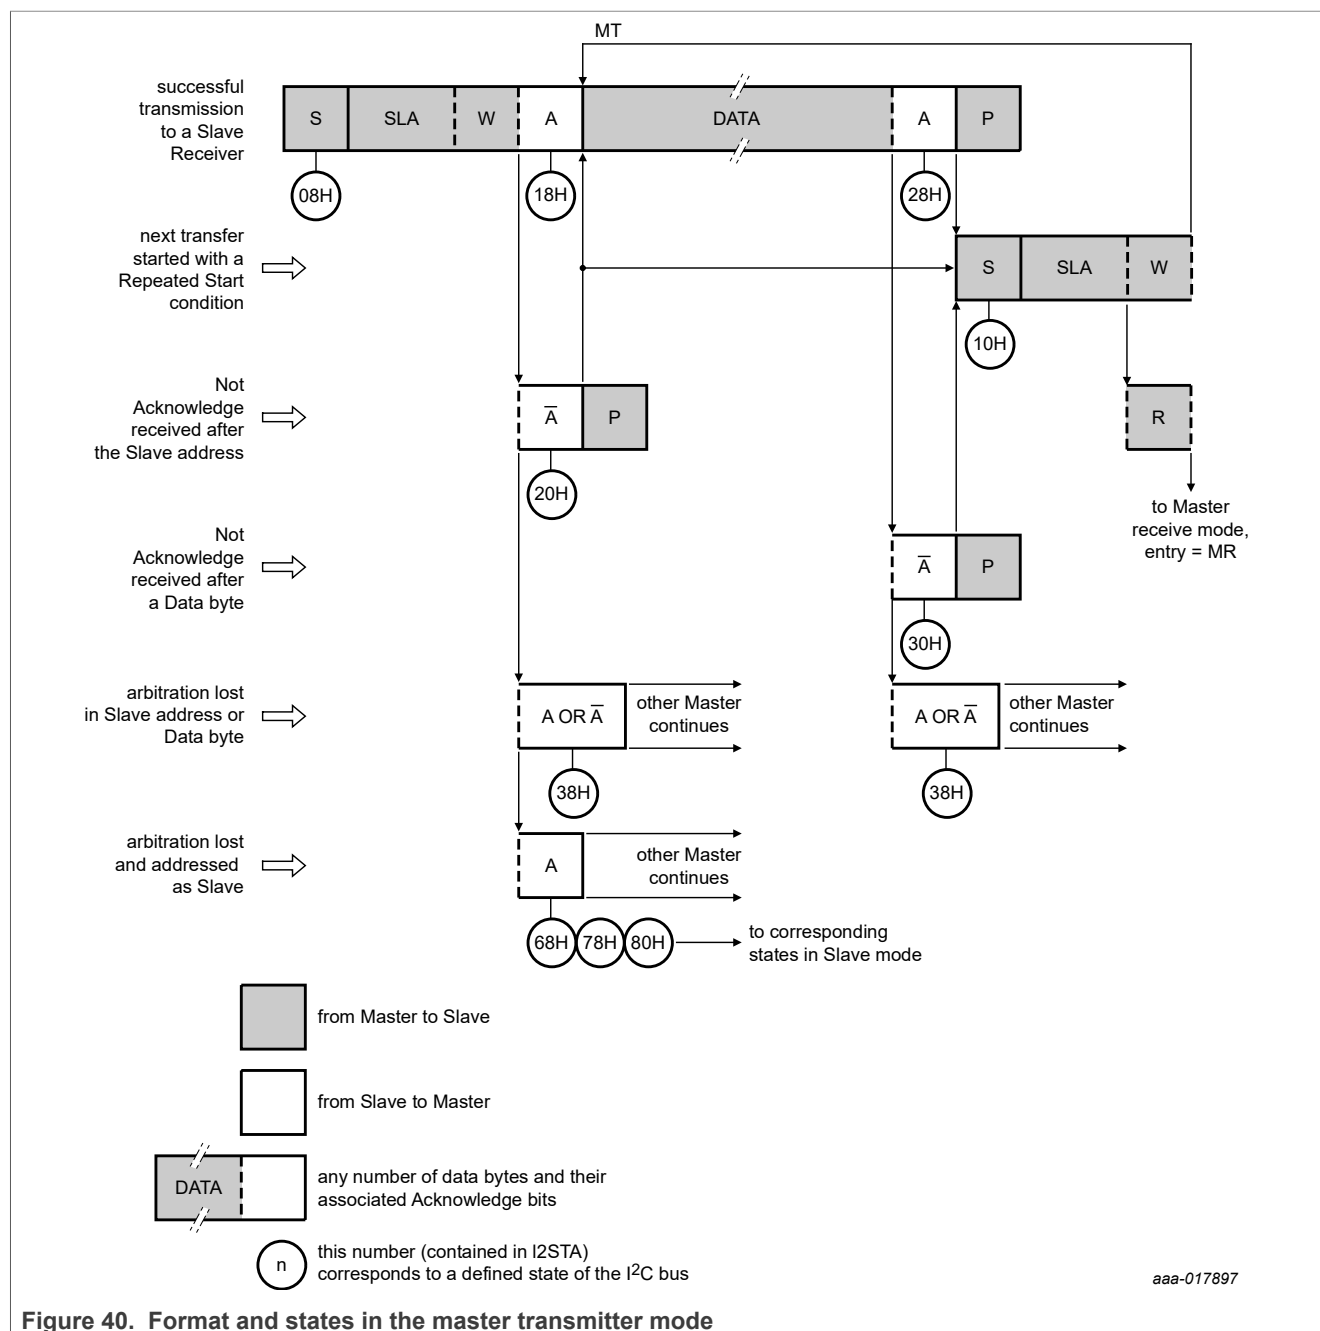 MT
successful
transmission
to a Slave
Receiver
S SLA W A DATA A P
08H 18H 28H
next transfer
started with a
Repeated Start
condition
S SLA W
10H
Not
Acknowledge
received after
the Slave address
A̅ P R
20H
to Master
receive mode,
entry = MR
Not
Acknowledge
received after
a Data byte
A̅ P
30H
arbitration lost
in Slave address or
Data byte
A OR A̅
other Master
continues
A OR A̅
other Master
continues
38H 38H
arbitration lost
and addressed
as Slave
A
other Master
continues
68H 78H 80H
to corresponding
states in Slave mode
from Master to Slave
from Slave to Master
DATA
any number of data bytes and their
associated Acknowledge bits
n
this number (contained in I2STA)
corresponds to a defined state of the I²C bus
aaa-017897
Figure 40. Format and states in the master transmitter mode